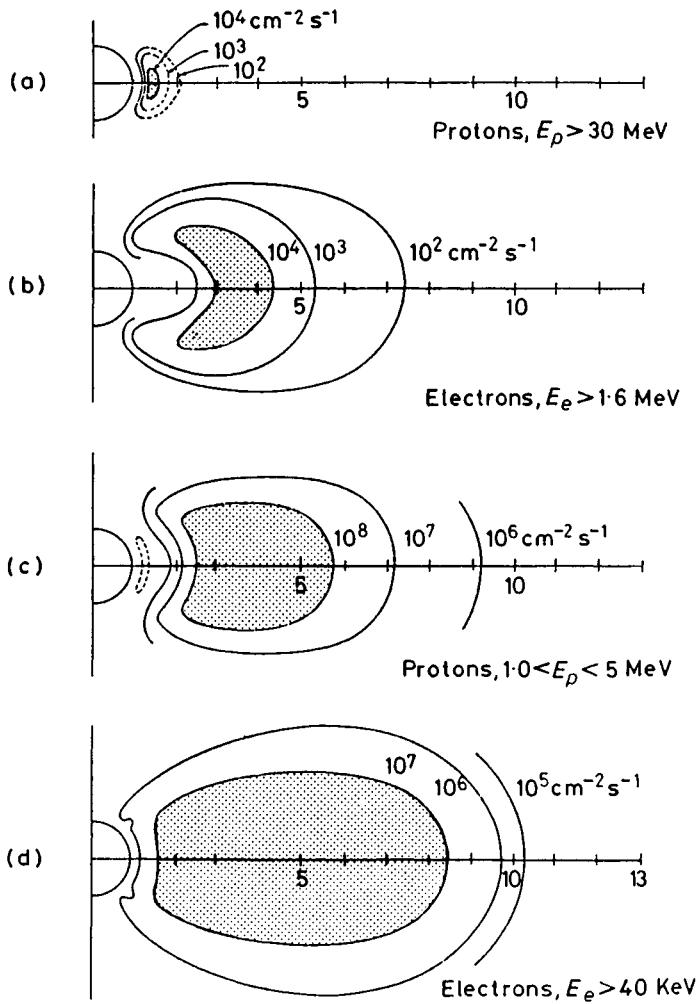 10⁴ cm⁻² s⁻¹
10³
10²
(a)
5 10
Protons, Eₚ > 30 MeV
10⁴ 10³ 10² cm⁻² s⁻¹
(b)
5 10
Electrons, Eₑ > 1·6 MeV
10⁸ 10⁷ 10⁶ cm⁻² s⁻¹
(c)
5 10
Protons, 1·0 < Eₚ < 5 MeV
10⁷ 10⁶ 10⁵ cm⁻² s⁻¹
(d)
5 10 13
Electrons, Eₑ > 40 KeV